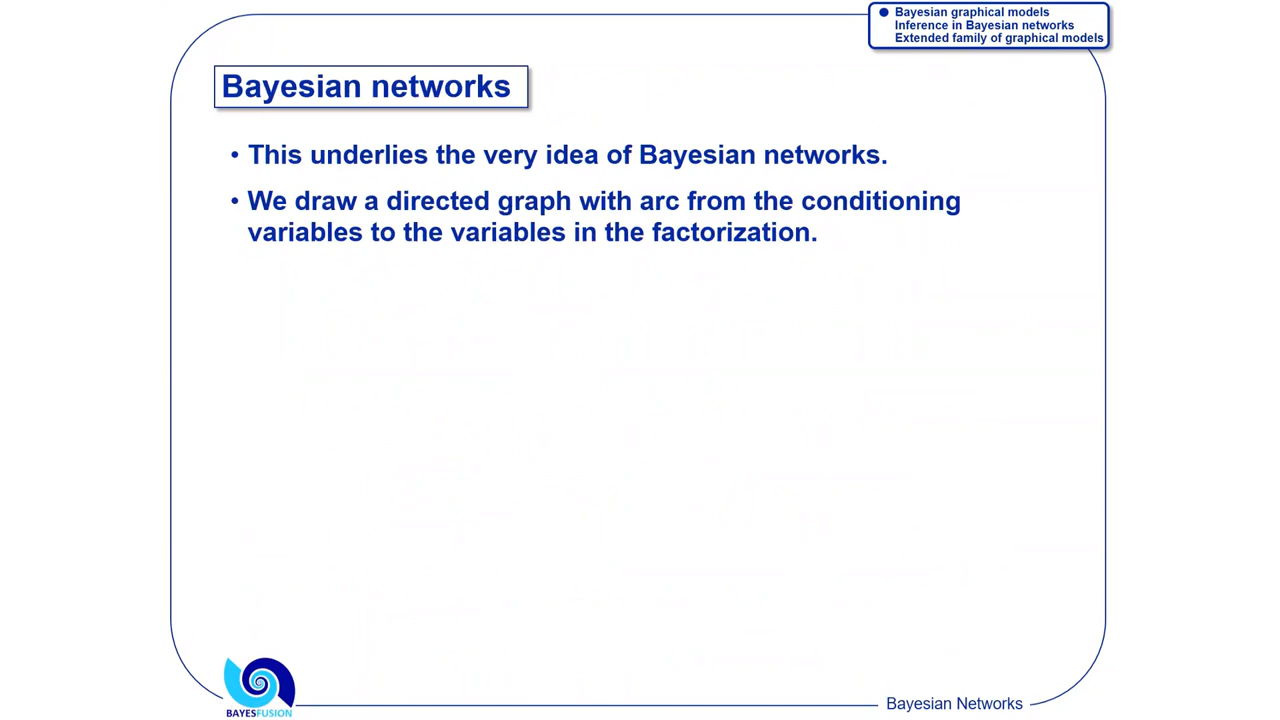 Bayesian graphical models
Inference in Bayesian networks
Extended family of graphical models
Bayesian networks
• This underlies the very idea of Bayesian networks.
• We draw a directed graph with arc from the conditioning
variables to the variables in the factorization.
BAYESFUSION
Bayesian Networks